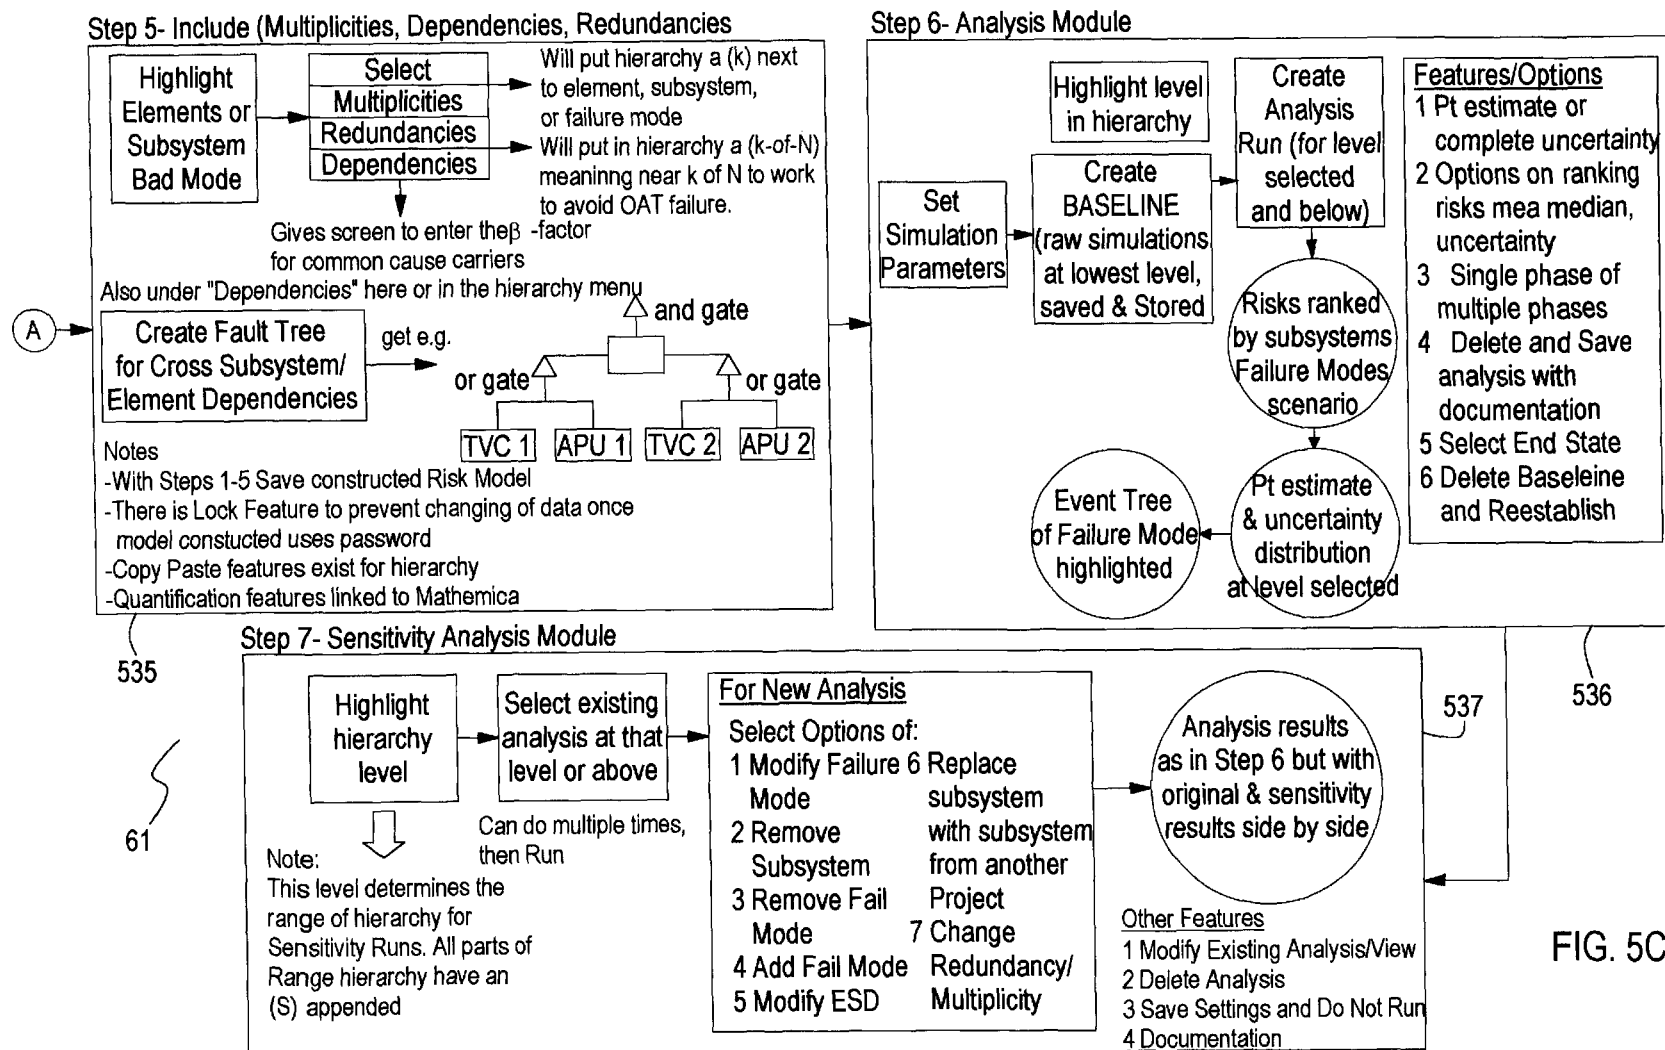 Step 5- Include (Multiplicities, Dependencies, Redundancies
Highlight
Elements or
Subsystem
Bad Mode
Select
Multiplicities
Redundancies
Dependencies
Will put hierarchy a (k) next
to element, subsystem,
or failure mode
Will put in hierarchy a (k-of-N)
meaninng near k of N to work
to avoid OAT failure.
Gives screen to enter theβ -factor
for common cause carriers
Also under "Dependencies" here or in the hierarchy menu
A
Create Fault Tree
for Cross Subsystem/
Element Dependencies
get e.g.
and gate
or gate
or gate
TVC 1
APU 1
TVC 2
APU 2
Notes
-With Steps 1-5 Save constructed Risk Model
-There is Lock Feature to prevent changing of data once
model constucted uses password
-Copy Paste features exist for hierarchy
-Quantification features linked to Mathemica
535
Step 6- Analysis Module
Set
Simulation
Parameters
Highlight level
in hierarchy
Create
BASELINE
(raw simulations
at lowest level,
saved & Stored
Create
Analysis
Run (for level
selected
and below)
Risks ranked
by subsystems
Failure Modes
scenario
Pt estimate
& uncertainty
distribution
at level selected
Event Tree
of Failure Mode
highlighted
Features/Options
1 Pt estimate or
complete uncertainty
2 Options on ranking
risks mea median,
uncertainty
3 Single phase of
multiple phases
4 Delete and Save
analysis with
documentation
5 Select End State
6 Delete Baseleine
and Reestablish
536
Step 7- Sensitivity Analysis Module
Highlight
hierarchy
level
Note:
This level determines the
range of hierarchy for
Sensitivity Runs. All parts of
Range hierarchy have an
(S) appended
Select existing
analysis at that
level or above
Can do multiple times,
then Run
For New Analysis
Select Options of:
1 Modify Failure
Mode
2 Remove
Subsystem
3 Remove Fail
Mode
4 Add Fail Mode
5 Modify ESD
6 Replace
subsystem
with subsystem
from another
Project
7 Change
Redundancy/
Multiplicity
Analysis results
as in Step 6 but with
original & sensitivity
results side by side
Other Features
1 Modify Existing Analysis/View
2 Delete Analysis
3 Save Settings and Do Not Run
4 Documentation
537
61
FIG. 5C